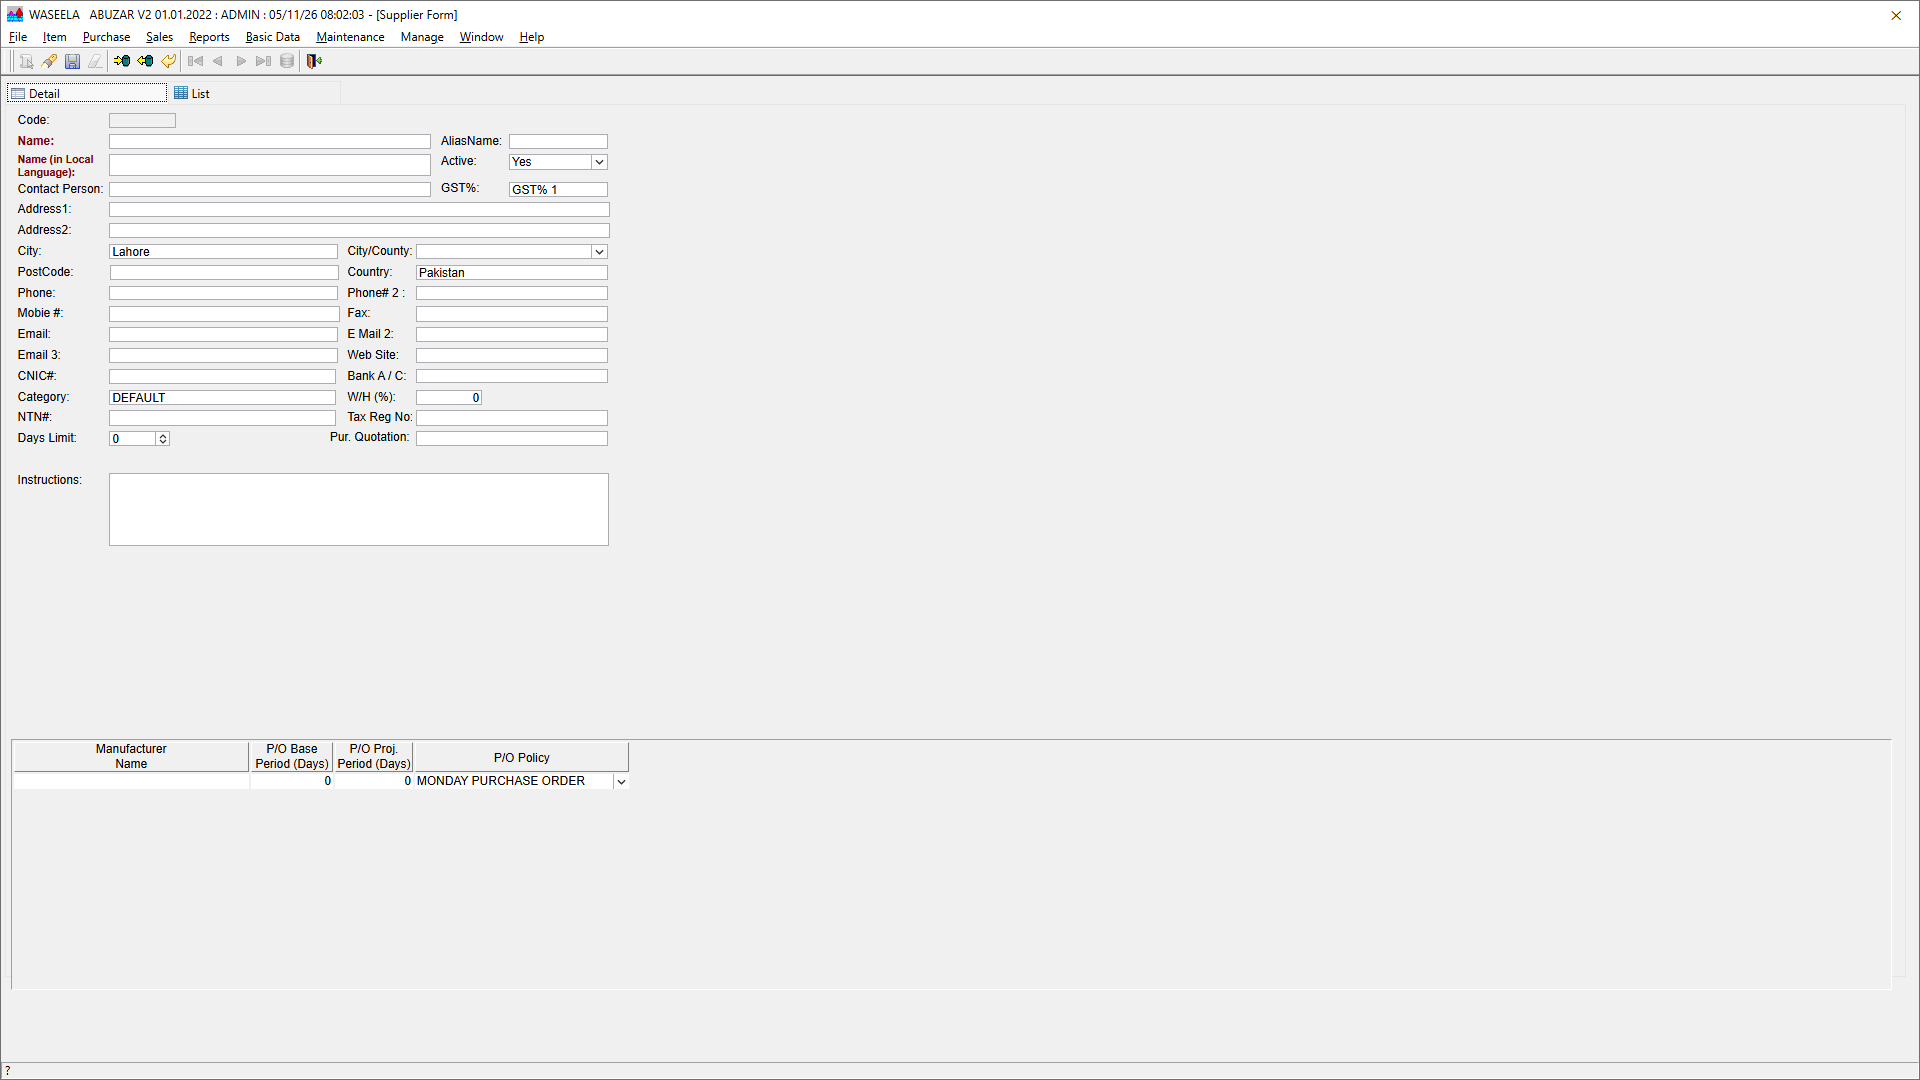 WASEELA   ABUZAR V2 01.01.2022 : ADMIN : 05/11/26 08:02:03 - [Supplier Form]
File Item Purchase Sales Reports Basic Data Maintenance Manage Window Help
Detail List
Code:
Name: AliasName:
Name (in Local
Language): Active: Yes
Contact Person: GST%: GST% 1
Address1:
Address2:
City: Lahore City/County:
PostCode: Country: Pakistan
Phone: Phone# 2 :
Mobie #: Fax:
Email: E Mail 2:
Email 3: Web Site:
CNIC#: Bank A / C:
Category: DEFAULT W/H (%): 0
NTN#: Tax Reg No:
Days Limit: 0 Pur. Quotation:
Instructions:
Manufacturer
Name
P/O Base
Period (Days)
P/O Proj.
Period (Days)
P/O Policy
0 0 MONDAY PURCHASE ORDER
?